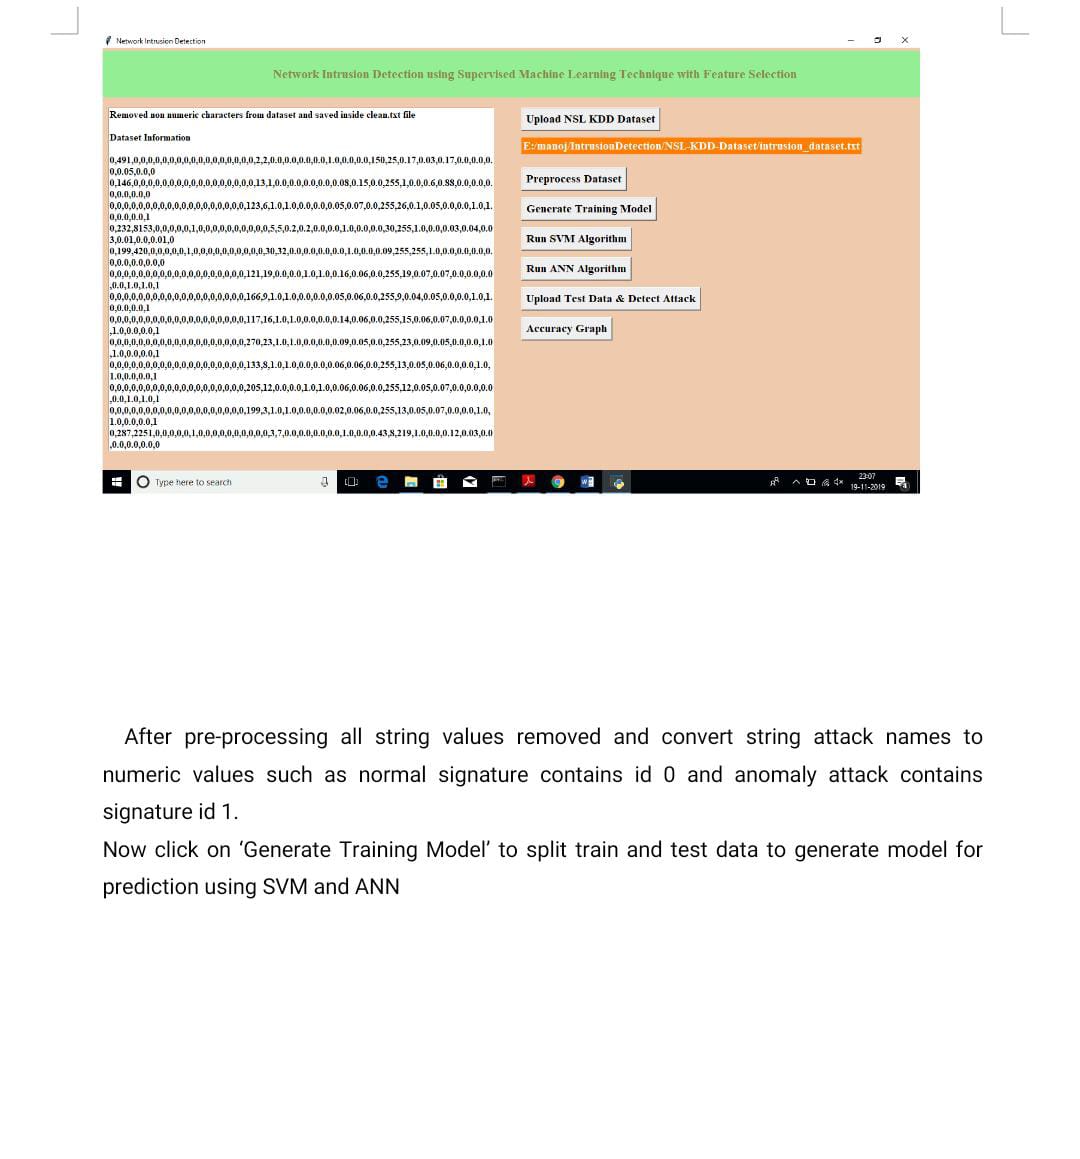 Network Intrusion Detection
Network Intrusion Detection using Supervised Machine Learning Technique with Feature Selection
Removed non numeric characters from dataset and saved inside clean.txt file
Dataset Information
0,491,0,0,0,0,0,0,0,0,0,0,0,0,0,0,0,0,0,2,2,0.0,0.0,0.0,0.0,1.0,0.0,0.0,150,25,0.17,0.03,0.17,0.0,0.0,0.
0,0.05,0.0,0
0,146,0,0,0,0,0,0,0,0,0,0,0,0,0,0,0,0,0,13,1,0.0,0.0,0.0,0.0,0.08,0.15,0.0,255,1,0.0,0.6,0.88,0.0,0.0,0.
0,0.0,0.0,0
0,0,0,0,0,0,0,0,0,0,0,0,0,0,0,0,0,0,0,123,6,1.0,1.0,0.0,0.0,0.05,0.07,0.0,255,26,0.1,0.05,0.0,0.0,1.0,1.
0,0.0,0.0,1
0,232,8153,0,0,0,0,0,1,0,0,0,0,0,0,0,0,0,0,5,5,0.2,0.2,0.0,0.0,1.0,0.0,0.0,30,255,1.0,0.0,0.03,0.04,0.0
3,0.01,0.0,0.01,0
0,199,420,0,0,0,0,0,1,0,0,0,0,0,0,0,0,0,0,30,32,0.0,0.0,0.0,0.0,1.0,0.0,0.09,255,255,1.0,0.0,0.0,0.0,0.
0,0.0,0.0,0.0,0
0,0,0,0,0,0,0,0,0,0,0,0,0,0,0,0,0,0,0,121,19,0.0,0.0,1.0,1.0,0.16,0.06,0.0,255,19,0.07,0.07,0.0,0.0,0.0
,0.0,1.0,1.0,1
0,0,0,0,0,0,0,0,0,0,0,0,0,0,0,0,0,0,0,166,9,1.0,1.0,0.0,0.0,0.05,0.06,0.0,255,9,0.04,0.05,0.0,0.0,1.0,1.
0,0.0,0.0,1
0,0,0,0,0,0,0,0,0,0,0,0,0,0,0,0,0,0,0,117,16,1.0,1.0,0.0,0.0,0.14,0.06,0.0,255,15,0.06,0.07,0.0,0.0,1.0
,1.0,0.0,0.0,1
0,0,0,0,0,0,0,0,0,0,0,0,0,0,0,0,0,0,0,270,23,1.0,1.0,0.0,0.0,0.09,0.05,0.0,255,23,0.09,0.05,0.0,0.0,1.0
,1.0,0.0,0.0,1
0,0,0,0,0,0,0,0,0,0,0,0,0,0,0,0,0,0,0,133,8,1.0,1.0,0.0,0.0,0.06,0.06,0.0,255,13,0.05,0.06,0.0,0.0,1.0,
1.0,0.0,0.0,1
0,0,0,0,0,0,0,0,0,0,0,0,0,0,0,0,0,0,0,205,12,0.0,0.0,1.0,1.0,0.06,0.06,0.0,255,12,0.05,0.07,0.0,0.0,0.0
,0.0,1.0,1.0,1
0,0,0,0,0,0,0,0,0,0,0,0,0,0,0,0,0,0,0,199,3,1.0,1.0,0.0,0.0,0.02,0.06,0.0,255,13,0.05,0.07,0.0,0.0,1.0,
1.0,0.0,0.0,1
0,287,2251,0,0,0,0,0,1,0,0,0,0,0,0,0,0,0,0,3,7,0.0,0.0,0.0,0.0,1.0,0.0,0.43,8,219,1.0,0.0,0.12,0.03,0.0
,0.0,0.0,0.0,0
Upload NSL KDD Dataset
E:/manoj/IntrusionDetection/NSL-KDD-Dataset/intrusion_dataset.txt
Preprocess Dataset
Generate Training Model
Run SVM Algorithm
Run ANN Algorithm
Upload Test Data & Detect Attack
Accuracy Graph
Type here to search
23:07
19-11-2019
After pre-processing all string values removed and convert string attack names to
numeric values such as normal signature contains id 0 and anomaly attack contains
signature id 1.
Now click on ‘Generate Training Model’ to split train and test data to generate model for
prediction using SVM and ANN